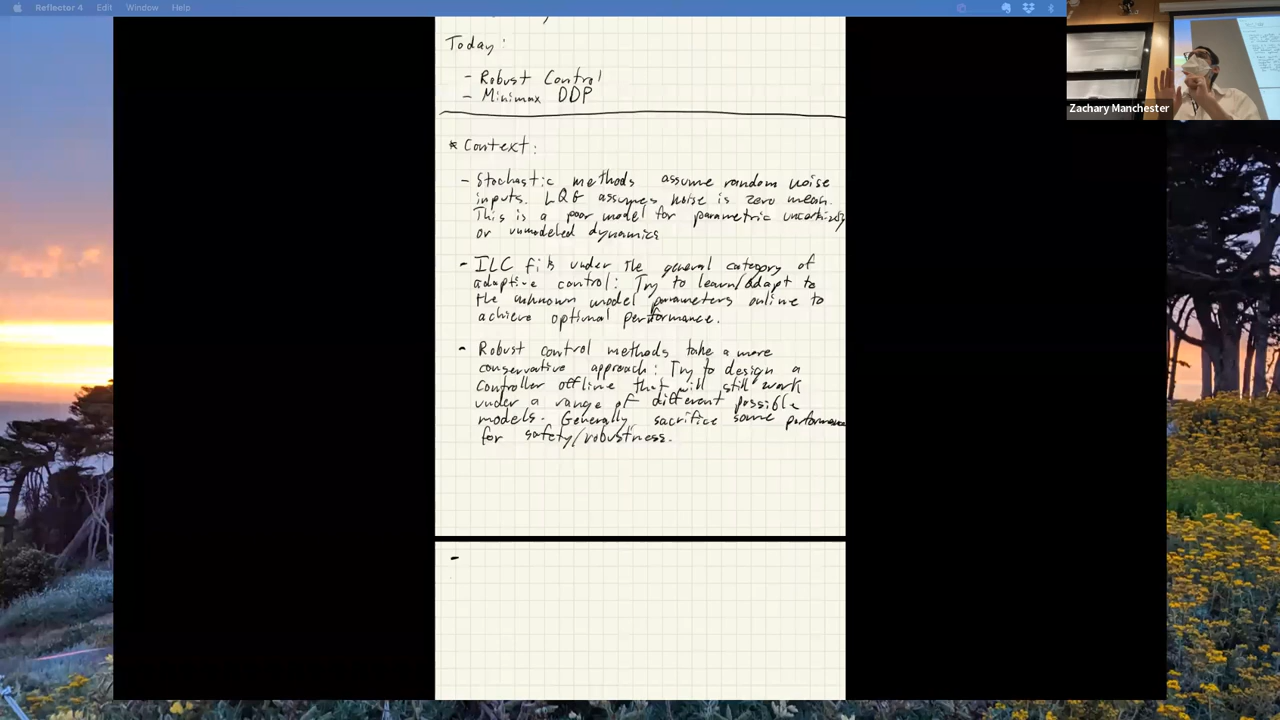 Reflector 4 Edit Window Help
Today:
- Robust Control
- Minimax DDP
* Context:
- Stochastic methods assume random noise
inputs. LQG assumes noise is zero mean.
This is a poor model for parametric uncertainty
or unmodeled dynamics
- ILC fits under the general category of
adaptive control: Try to learn/adapt to
the unknown model parameters online to
achieve optimal performance.
- Robust control methods take a more
conservative approach: Try to design a
controller offline that will still work
under a range of different possible
models. Generally sacrifice some performance
for safety/robustness.
-
Zachary Manchester